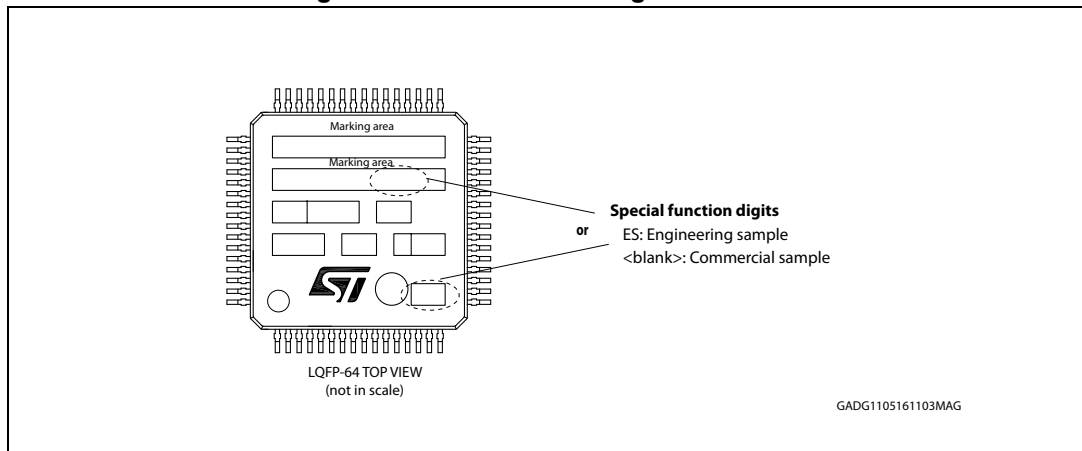 Marking area
Marking area
Special function digits
or
ES: Engineering sample
<blank>: Commercial sample
ST
LQFP-64 TOP VIEW
(not in scale)
GADG1105161103MAG